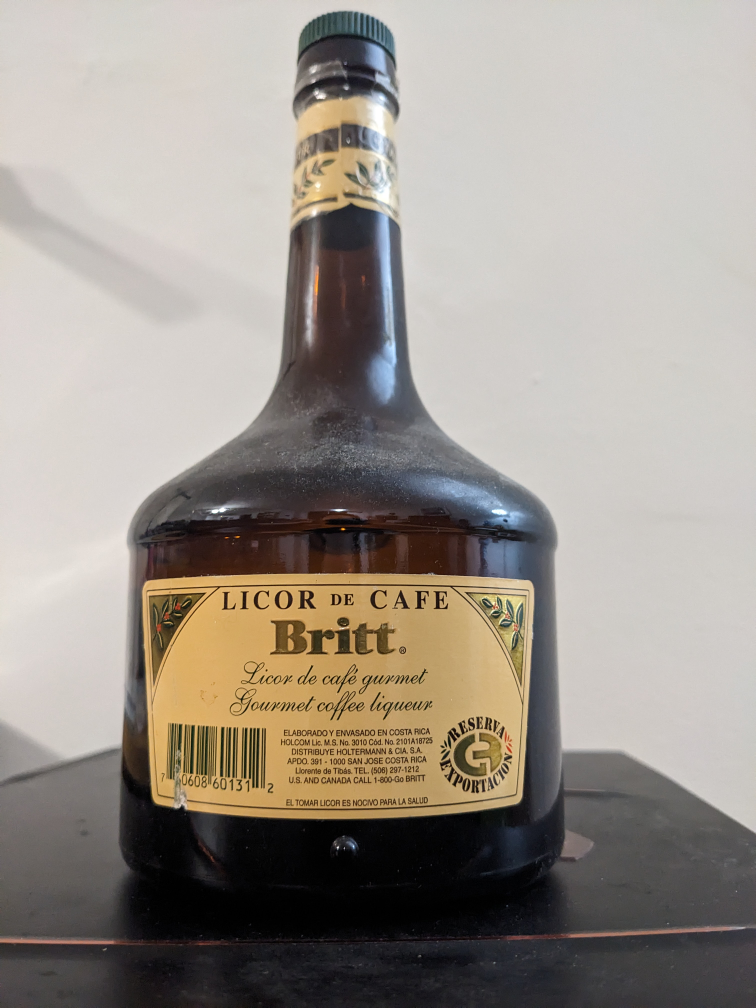 LICOR DE CAFE
Britt®
Licor de café gurmet
Gourmet coffee liqueur
ELABORADO Y ENVASADO EN COSTA RICA
HOLCOM Lic. M.S. No. 3010 Cód. No. 2101A18725
DISTRIBUYE HOLTERMANN & CIA. S.A.
APDO. 391 - 1000 SAN JOSE COSTA RICA
Llorente de Tibás. TEL. (506) 297-1212
U.S. AND CANADA CALL 1-800-Go BRITT
RESERVA
EXPORTACION
60131 2
EL TOMAR LICOR ES NOCIVO PARA LA SALUD